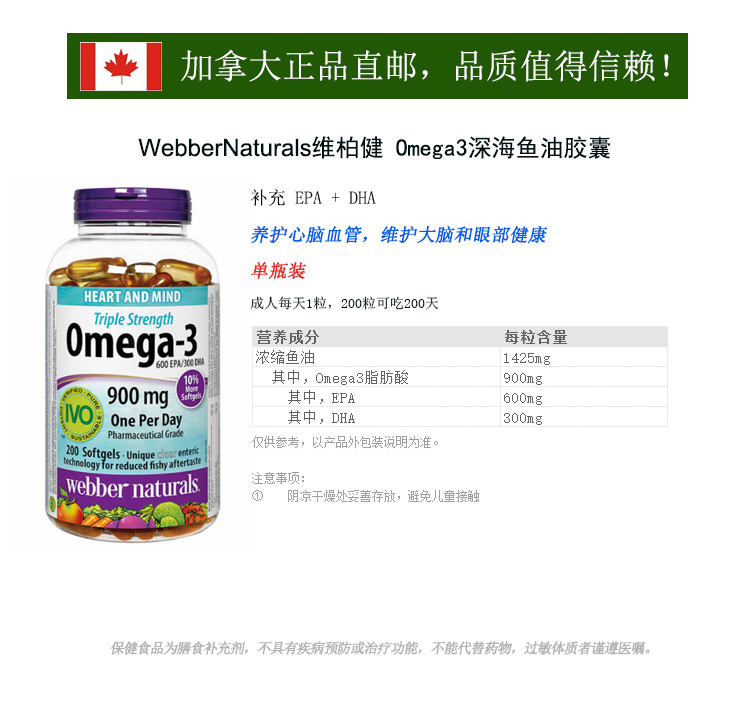 加拿大正品直邮，品质值得信赖！
WebberNaturals维柏健 Omega3深海鱼油胶囊
补充 EPA + DHA
养护心脑血管，维护大脑和眼部健康
单瓶装
成人每天1粒，200粒可吃200天
营养成分 每粒含量
浓缩鱼油 1425mg
其中，Omega3脂肪酸 900mg
其中，EPA 600mg
其中，DHA 300mg
仅供参考，以产品外包装说明为准。
注意事项：
① 阴凉干燥处妥善存放，避免儿童接触
HEART AND MIND
Triple Strength
Omega-3
600 EPA/300 DHA
10%
More
Softgels
900 mg
IVO
VERIFIED · PURE
SUSTAINABLE
One Per Day
Pharmaceutical Grade
200 Softgels - Unique clear enteric
technology for reduced fishy aftertaste
webber naturals.
保健食品为膳食补充剂，不具有疾病预防或治疗功能，不能代替药物，过敏体质者谨遵医嘱。